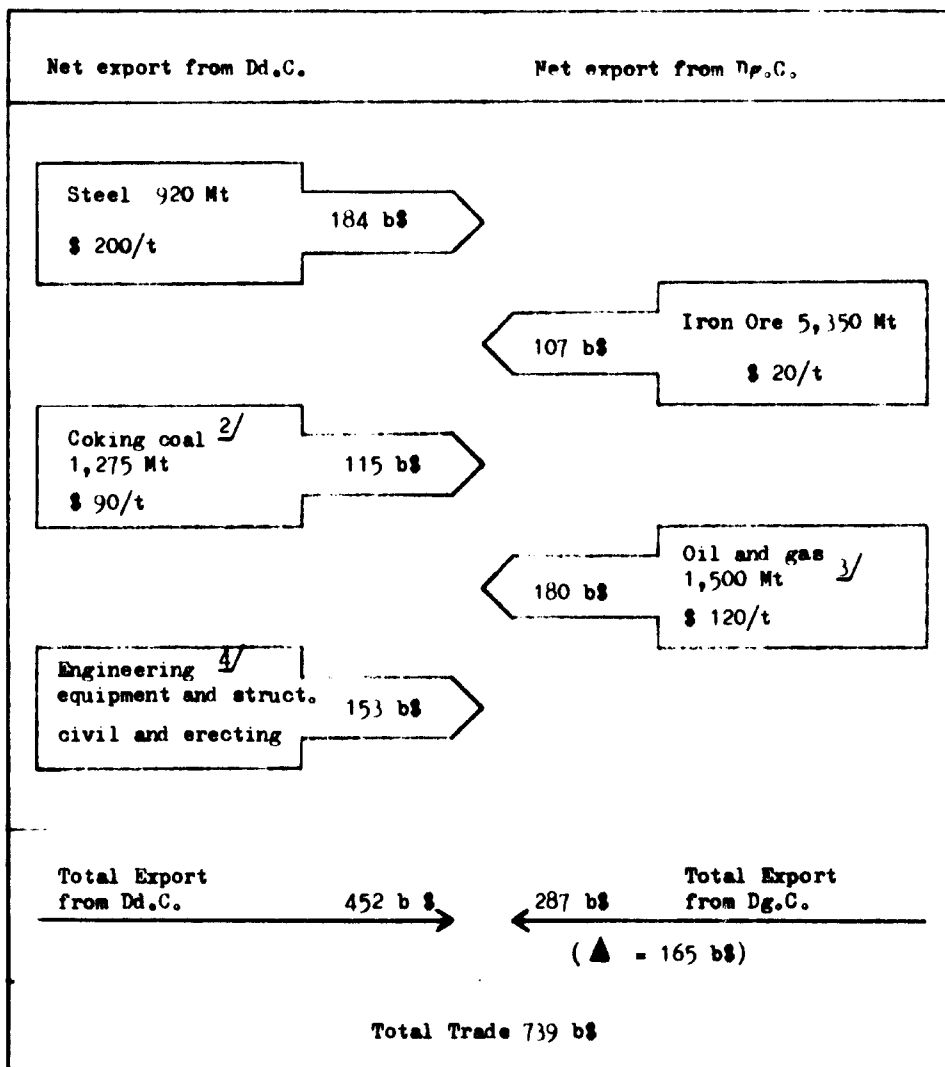 Net export from Dd.C.
Net export from Dg.C.
Steel 920 Mt
$ 200/t
184 b$
Iron Ore 5,350 Mt
$ 20/t
107 b$
Coking coal 2/
1,275 Mt
$ 90/t
115 b$
Oil and gas
1,500 Mt 3/
$ 120/t
180 b$
Engineering 4/
equipment and struct.
civil and erecting
153 b$
Total Export
from Dd.C.
452 b $
287 b$
Total Export
from Dg.C.
( ▲ = 165 b$)
Total Trade 739 b$